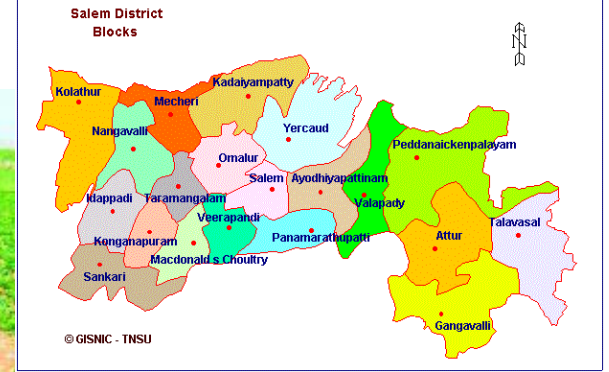 Salem District
Blocks
N
Kadaiyampatty
Kolathur
Mecheri
Nangavalli
Yercaud
Peddanaickenpalayam
Omalur
Salem
Ayodhiyapattinam
Idappadi
Taramangalam
Valapady
Veerapandi
Talavasal
Konganapuram
Panamarathupatti
Attur
Macdonald s Choultry
Sankari
Gangavalli
© GISNIC - TNSU